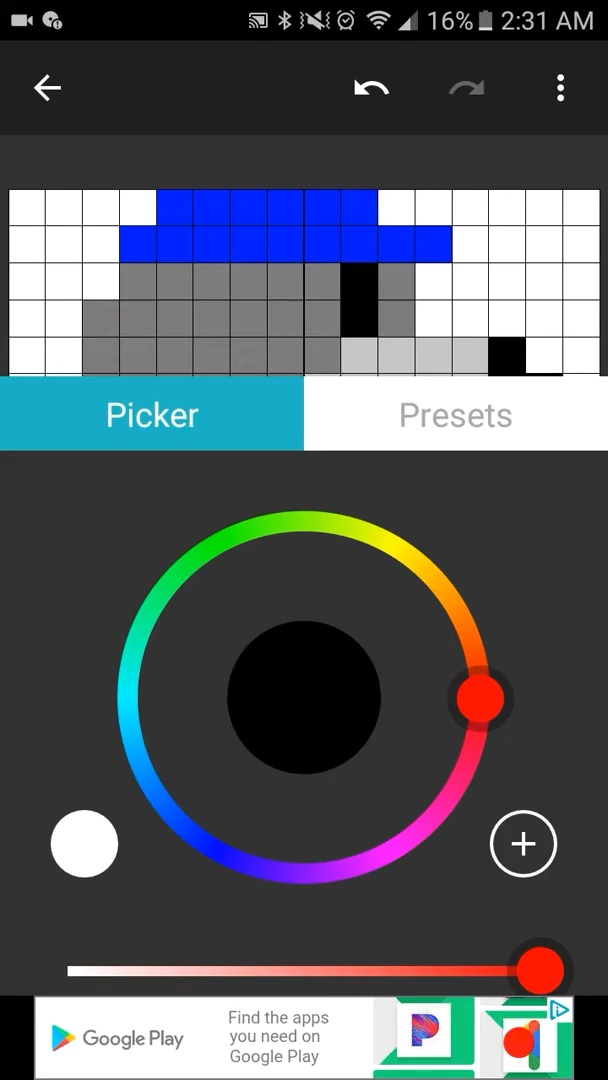 16% 2:31 AM
Picker Presets
Google Play
Find the apps
you need on
Google Play